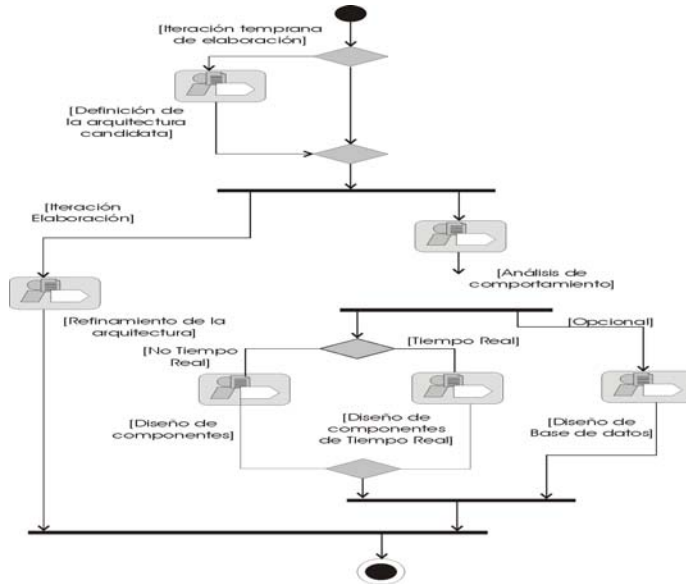 [Iteración temprana
de elaboración]
[Definición de
la arquitectura
candidata]
[Iteración
Elaboración]
[Análisis de
comportamiento]
[Refinamiento de la
arquitectura]
[Opcional]
[No Tiempo
Real]
[Tiempo Real]
[Diseño de
componentes]
[Diseño de
componentes
de Tiempo Real]
[Diseño de
Base de datos]